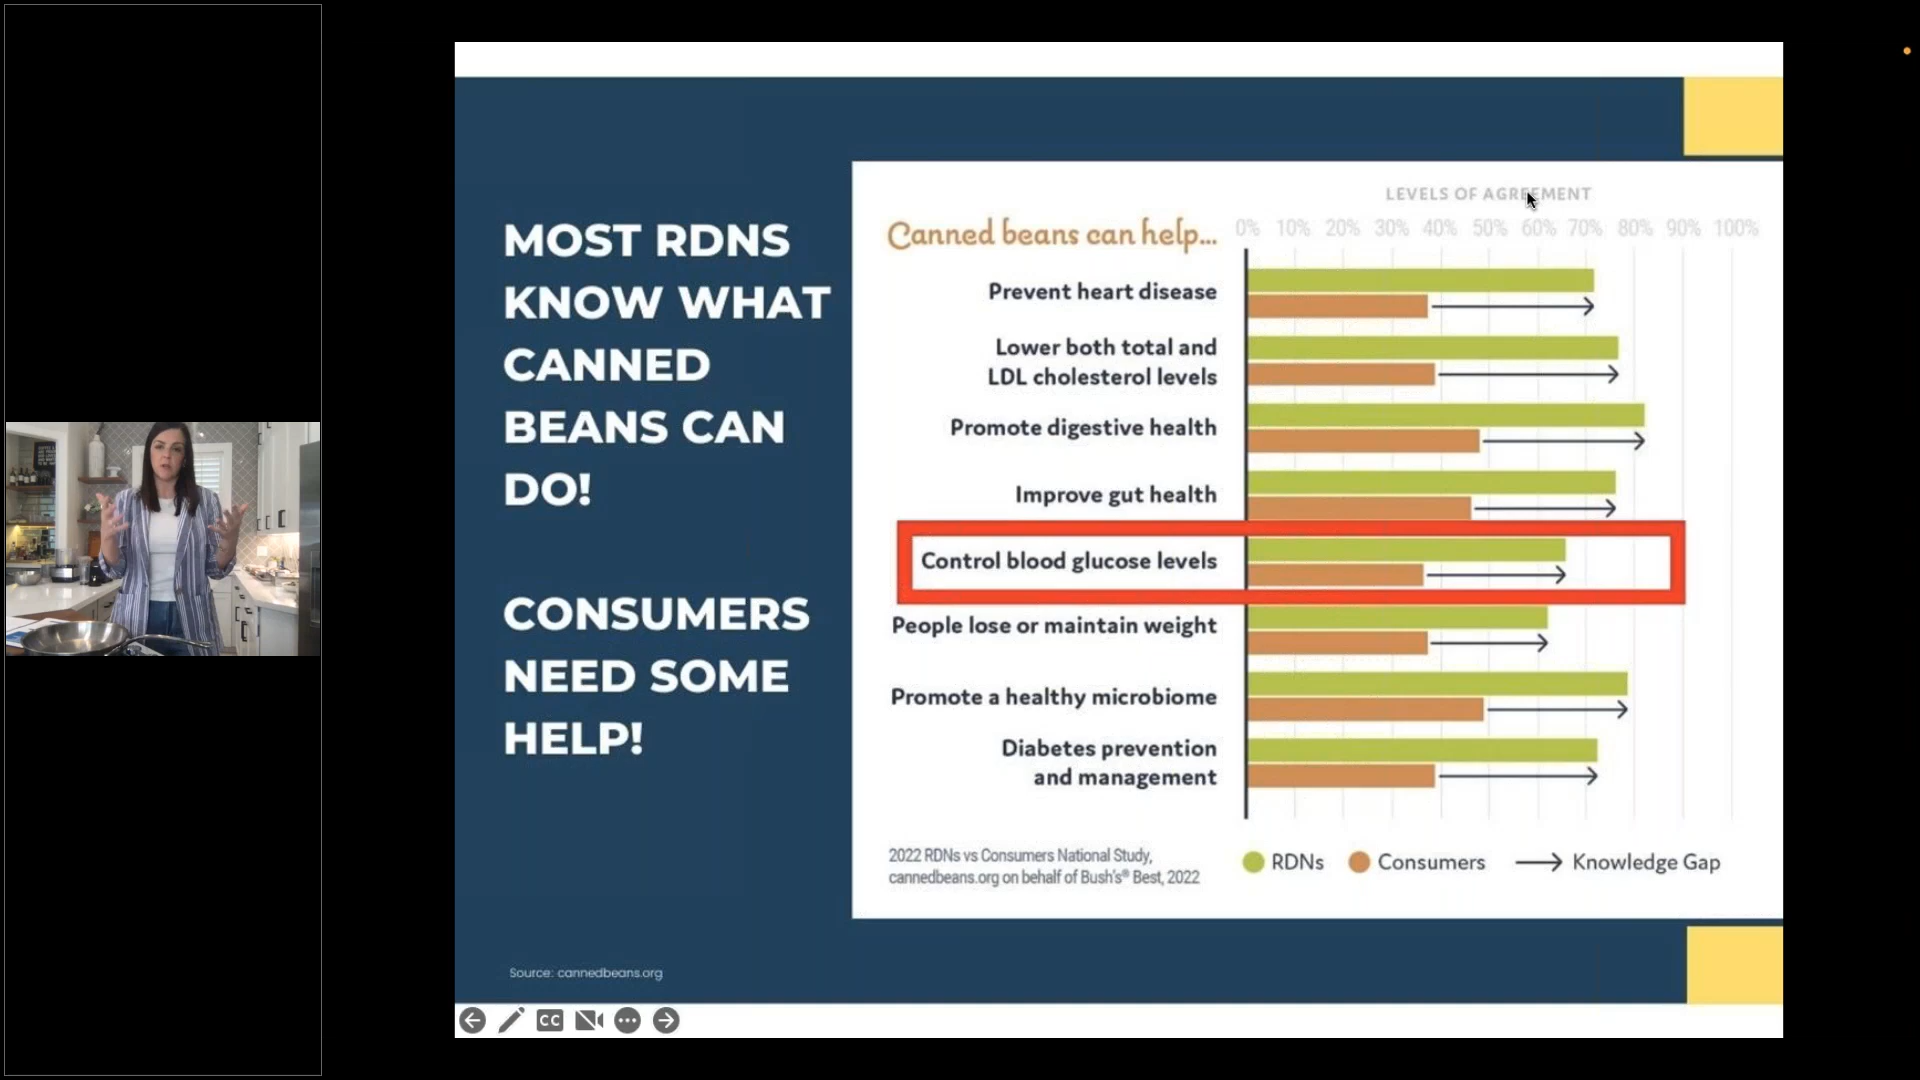 MOST RDNS
KNOW WHAT
CANNED
BEANS CAN
DO!
CONSUMERS
NEED SOME
HELP!
LEVELS OF AGREEMENT
Canned beans can help...
0% 10% 20% 30% 40% 50% 60% 70% 80% 90% 100%
Prevent heart disease
Lower both total and
LDL cholesterol levels
Promote digestive health
Improve gut health
Control blood glucose levels
People lose or maintain weight
Promote a healthy microbiome
Diabetes prevention
and management
2022 RDNs vs Consumers National Study,
cannedbeans.org on behalf of Bush's® Best, 2022
RDNs Consumers Knowledge Gap
Source: cannedbeans.org
CC